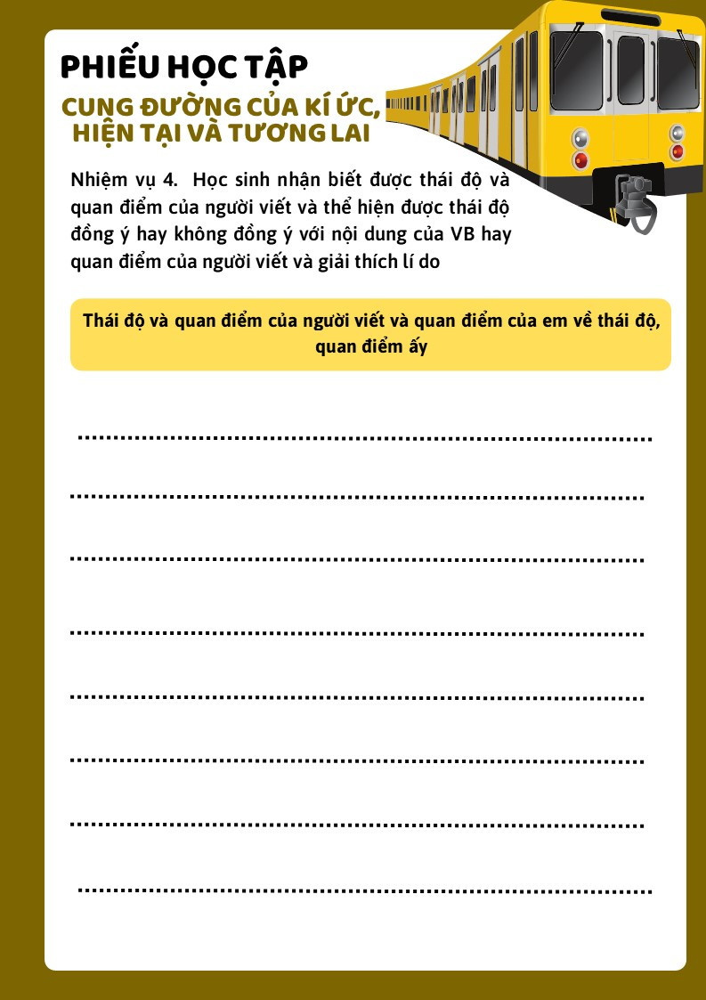 PHIẾU HỌC TẬP
CUNG ĐƯỜNG CỦA KÍ ỨC,
HIỆN TẠI VÀ TƯƠNG LAI
Nhiệm vụ 4. Học sinh nhận biết được thái độ và
quan điểm của người viết và thể hiện được thái độ
đồng ý hay không đồng ý với nội dung của VB hay
quan điểm của người viết và giải thích lí do
Thái độ và quan điểm của người viết và quan điểm của em về thái độ,
quan điểm ấy